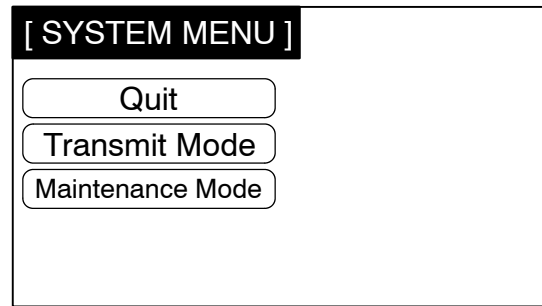 [ SYSTEM MENU ]
Quit
Transmit Mode
Maintenance Mode